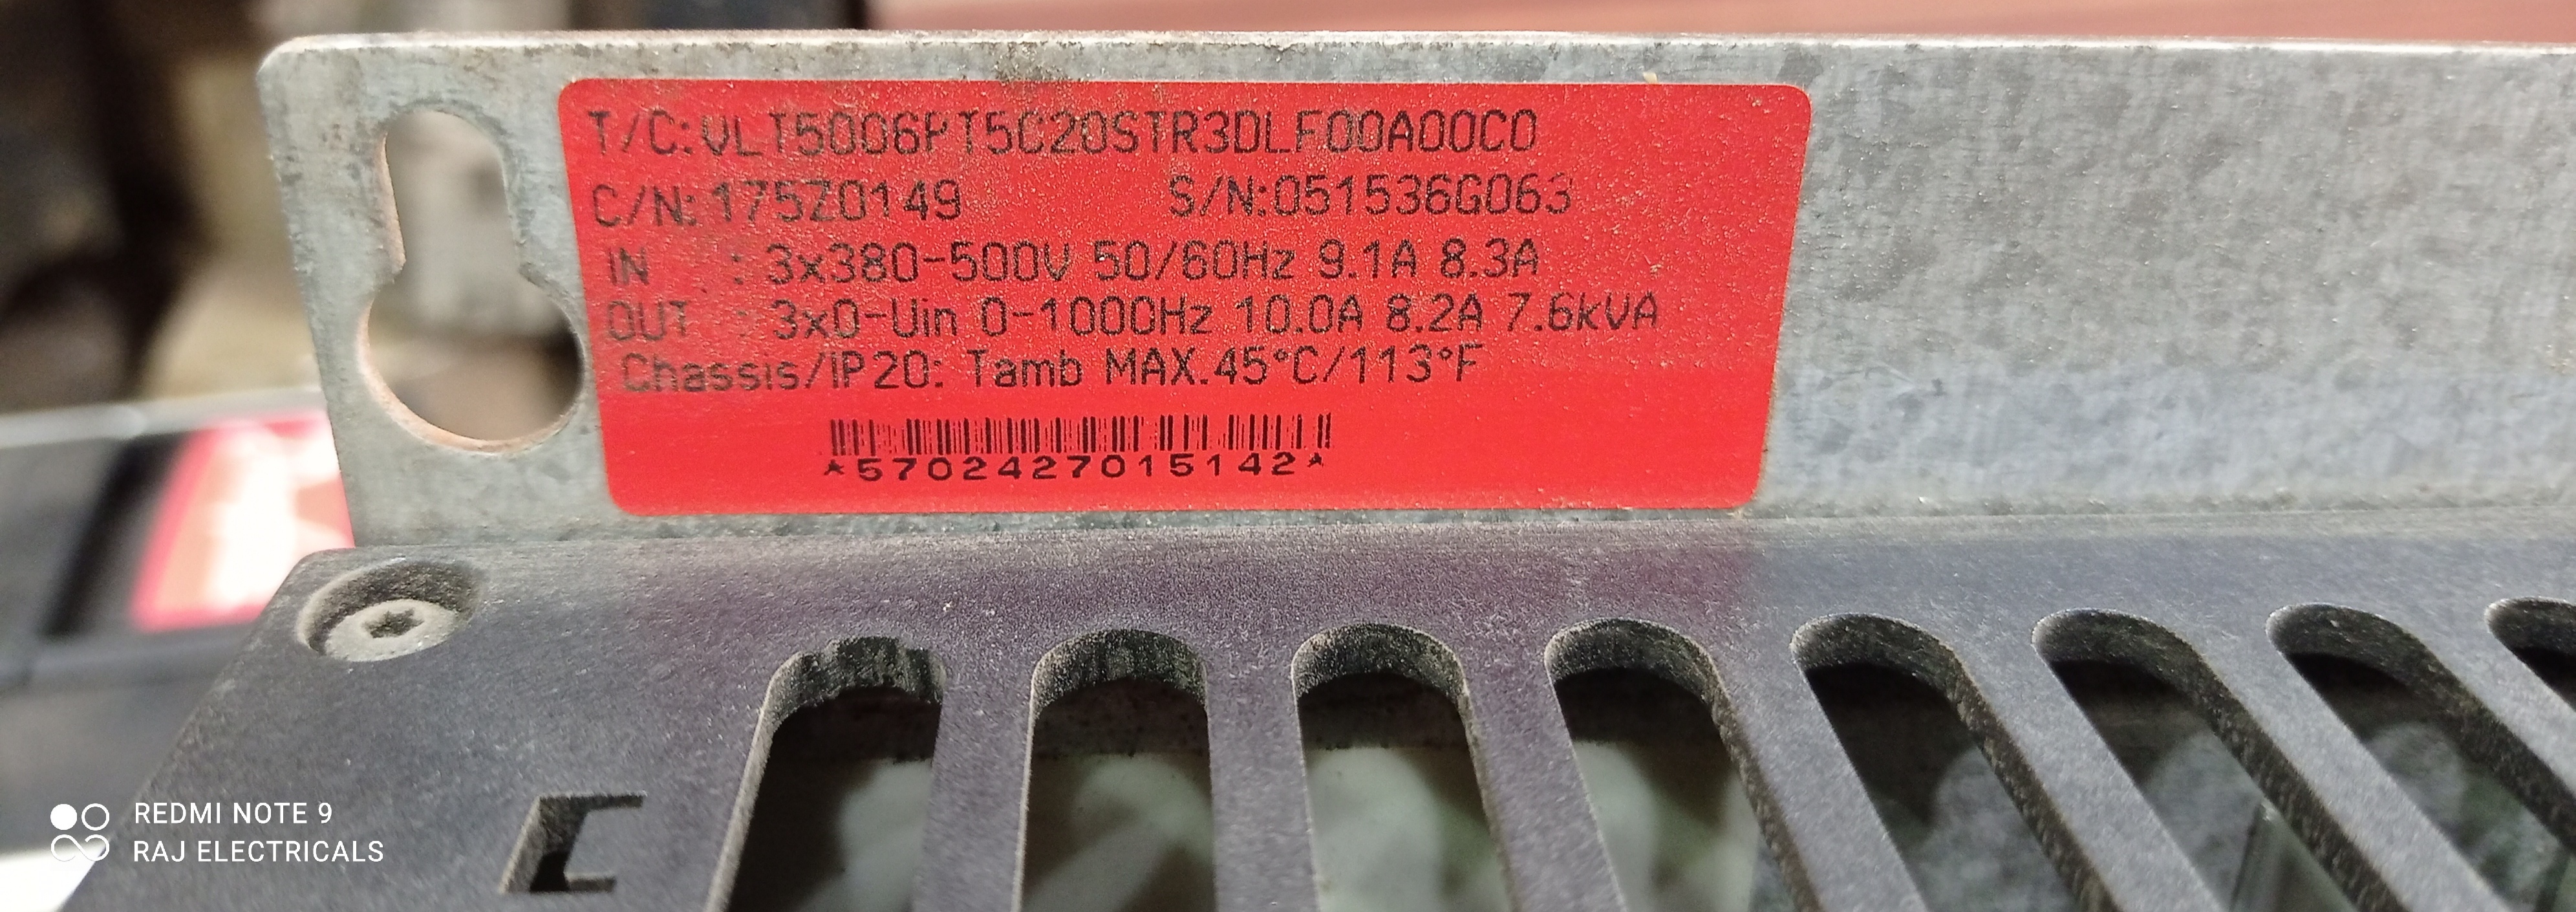 T/C:VLT5006PT5C20STR3DLF00A00C0
C/N:175Z0149 S/N:051536G063
IN : 3x380-500V 50/60Hz 9.1A 8.3A
OUT : 3x0-Uin 0-1000Hz 10.0A 8.2A 7.6kVA
Chassis/IP20: Tamb MAX.45°C/113°F
*5702427015142*
REDMI NOTE 9
RAJ ELECTRICALS